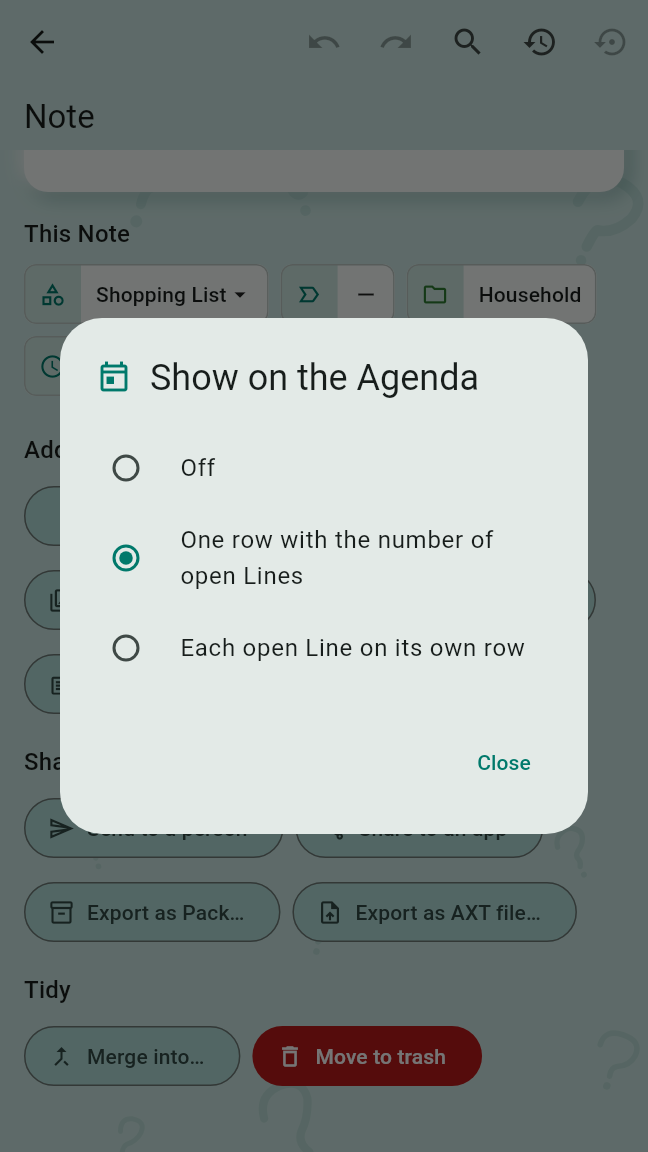 Note
This Note
Shopping List
—
Household
Show on the Agenda
Off
One row with the number of
open Lines
Each open Line on its own row
Close
Export as Pack…
Export as AXT file…
Tidy
Merge into…
Move to trash